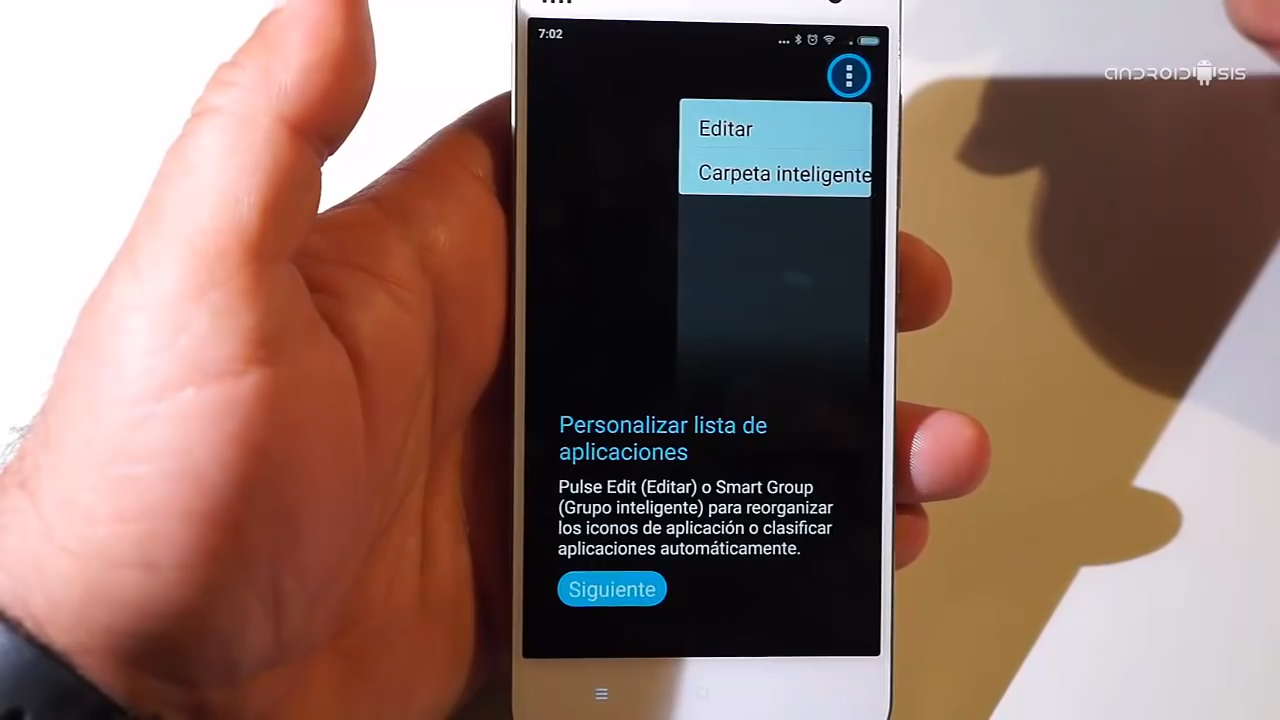 7:02
ANDROIDSIS
Editar
Carpeta inteligente
Personalizar lista de
aplicaciones
Pulse Edit (Editar) o Smart Group
(Grupo inteligente) para reorganizar
los iconos de aplicación o clasificar
aplicaciones automáticamente.
Siguiente